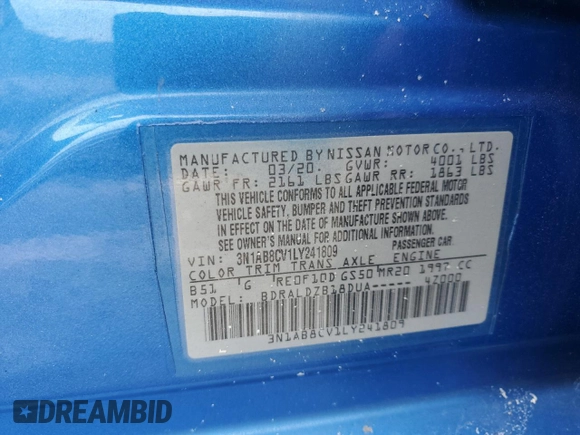 MANUFACTURED BY NISSAN MOTOR CO., LTD.
DATE: 03/20. GVWR: 4001 LBS
GAWR FR: 2161 LBS GAWR RR: 1863 LBS
THIS VEHICLE CONFORMS TO ALL APPLICABLE FEDERAL MOTOR
VEHICLE SAFETY, BUMPER AND THEFT PREVENTION STANDARDS
IN EFFECT ON THE DATE OF MANUFACTURE SHOWN ABOVE.
SEE OWNER'S MANUAL FOR ADDITIONAL INFORMATION.
VIN: 3N1AB8CV1LY241809 PASSENGER CAR
COLOR TRIM TRANS AXLE ENGINE
B51 G RE0F10D GS50 MR20 1997 CC
MODEL: BDRALDZB18DUA----- 4Z000
3N1AB8CV1LY241809
DREAMBID